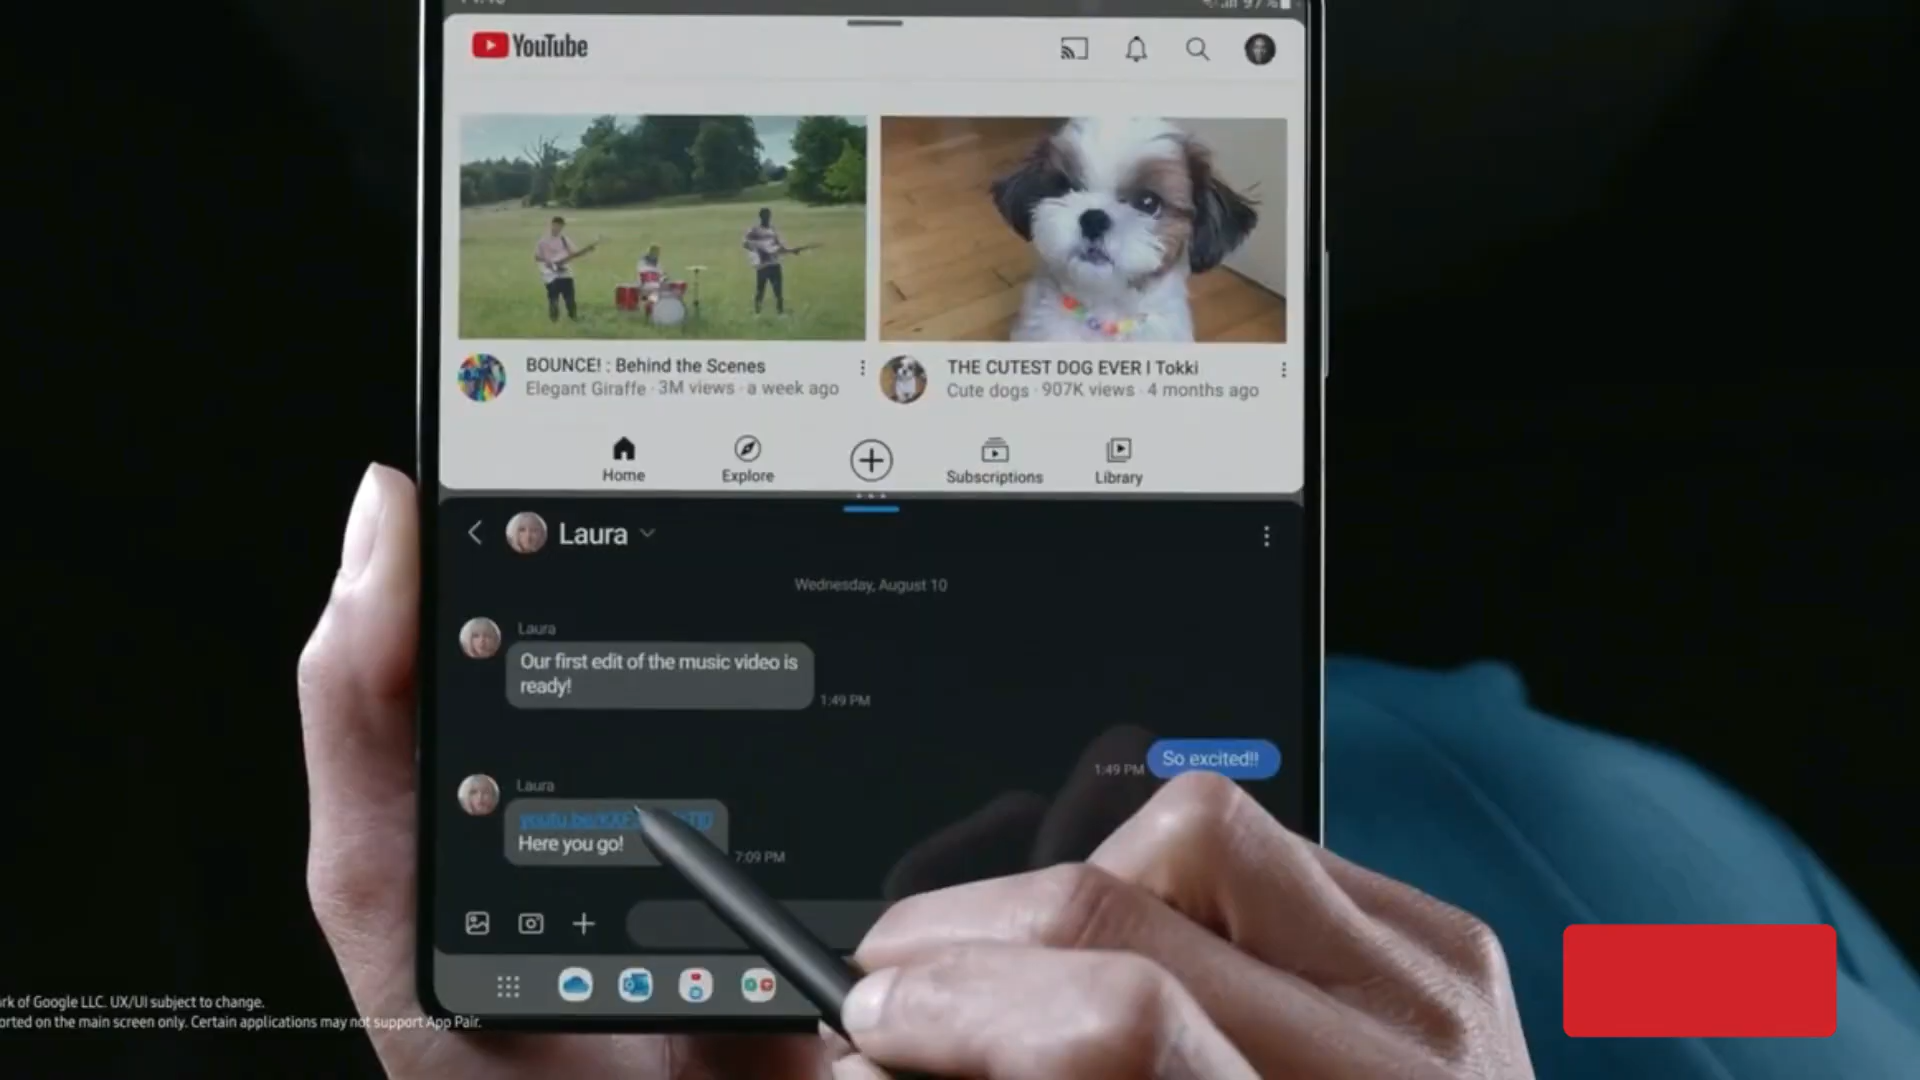 YouTube
BOUNCE! : Behind the Scenes
Elegant Giraffe · 3M views · a week ago
THE CUTEST DOG EVER I Tokki
Cute dogs · 907K views · 4 months ago
Home
Explore
Subscriptions
Library
Laura
Wednesday, August 10
Laura
Our first edit of the music video is
ready!
1:49 PM
So excited!!
1:49 PM
Laura
Here you go!
7:09 PM
of Google LLC. UX/UI subject to change.
on the main screen only. Certain applications may not support App Pair.